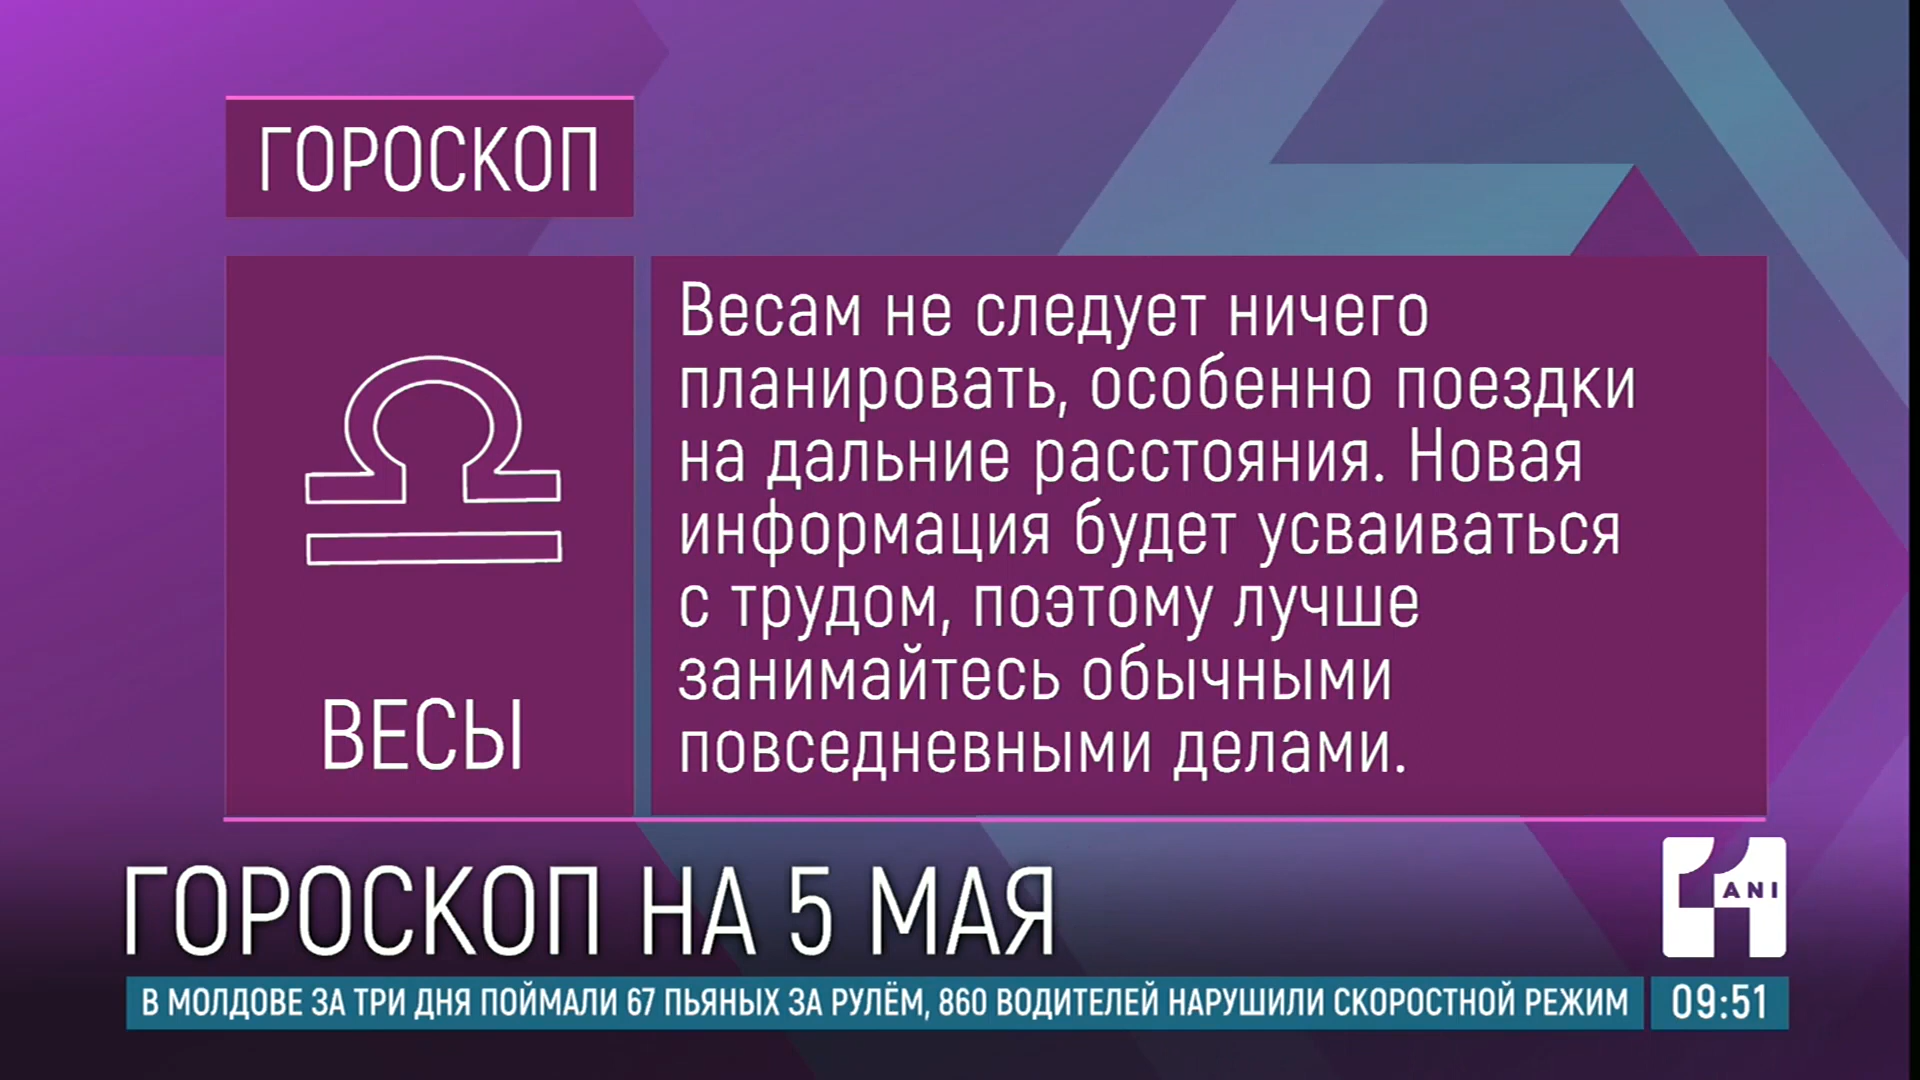 ГОРОСКОП
ВЕСЫ
Весам не следует ничего
планировать, особенно поездки
на дальние расстояния. Новая
информация будет усваиваться
с трудом, поэтому лучше
занимайтесь обычными
повседневными делами.
ГОРОСКОП НА 5 МАЯ
11 ANI
В МОЛДОВЕ ЗА ТРИ ДНЯ ПОЙМАЛИ 67 ПЬЯНЫХ ЗА РУЛЁМ, 860 ВОДИТЕЛЕЙ НАРУШИЛИ СКОРОСТНОЙ РЕЖИМ
09:51